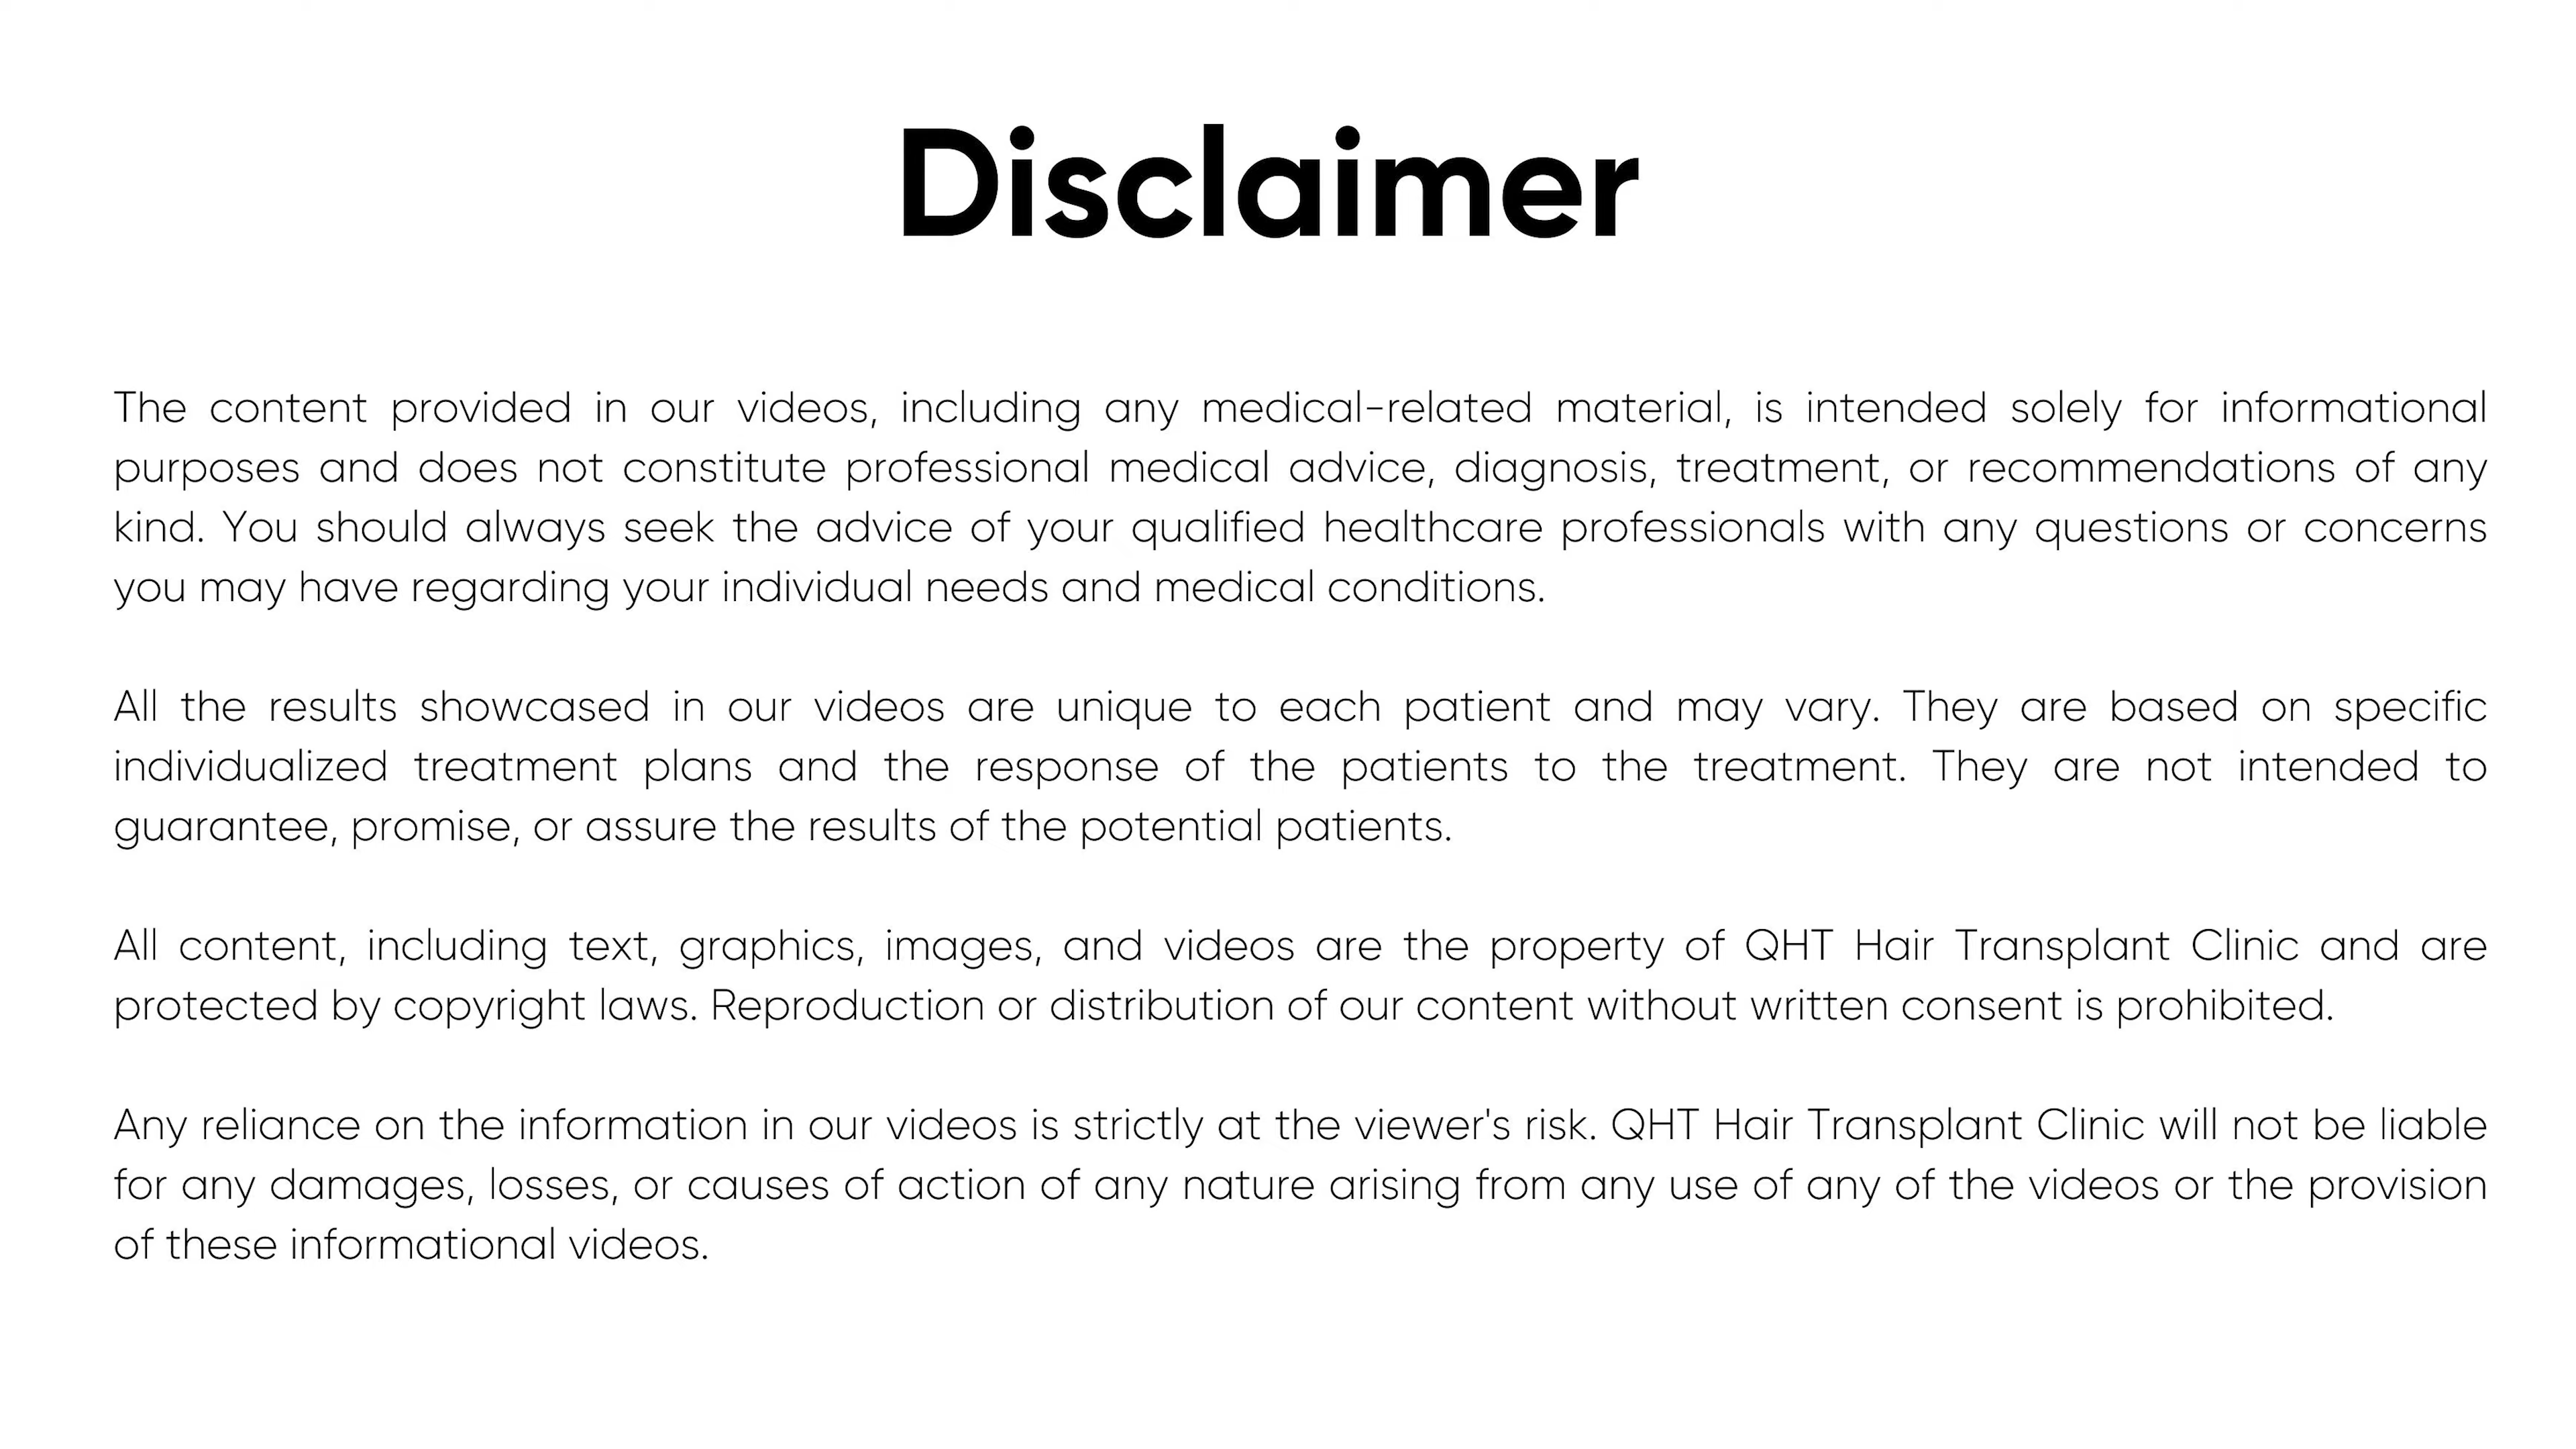 Disclaimer
The content provided in our videos, including any medical-related material, is intended solely for informational
purposes and does not constitute professional medical advice, diagnosis, treatment, or recommendations of any
kind. You should always seek the advice of your qualified healthcare professionals with any questions or concerns
you may have regarding your individual needs and medical conditions.
All the results showcased in our videos are unique to each patient and may vary. They are based on specific
individualized treatment plans and the response of the patients to the treatment. They are not intended to
guarantee, promise, or assure the results of the potential patients.
All content, including text, graphics, images, and videos are the property of QHT Hair Transplant Clinic and are
protected by copyright laws. Reproduction or distribution of our content without written consent is prohibited.
Any reliance on the information in our videos is strictly at the viewer's risk. QHT Hair Transplant Clinic will not be liable
for any damages, losses, or causes of action of any nature arising from any use of any of the videos or the provision
of these informational videos.